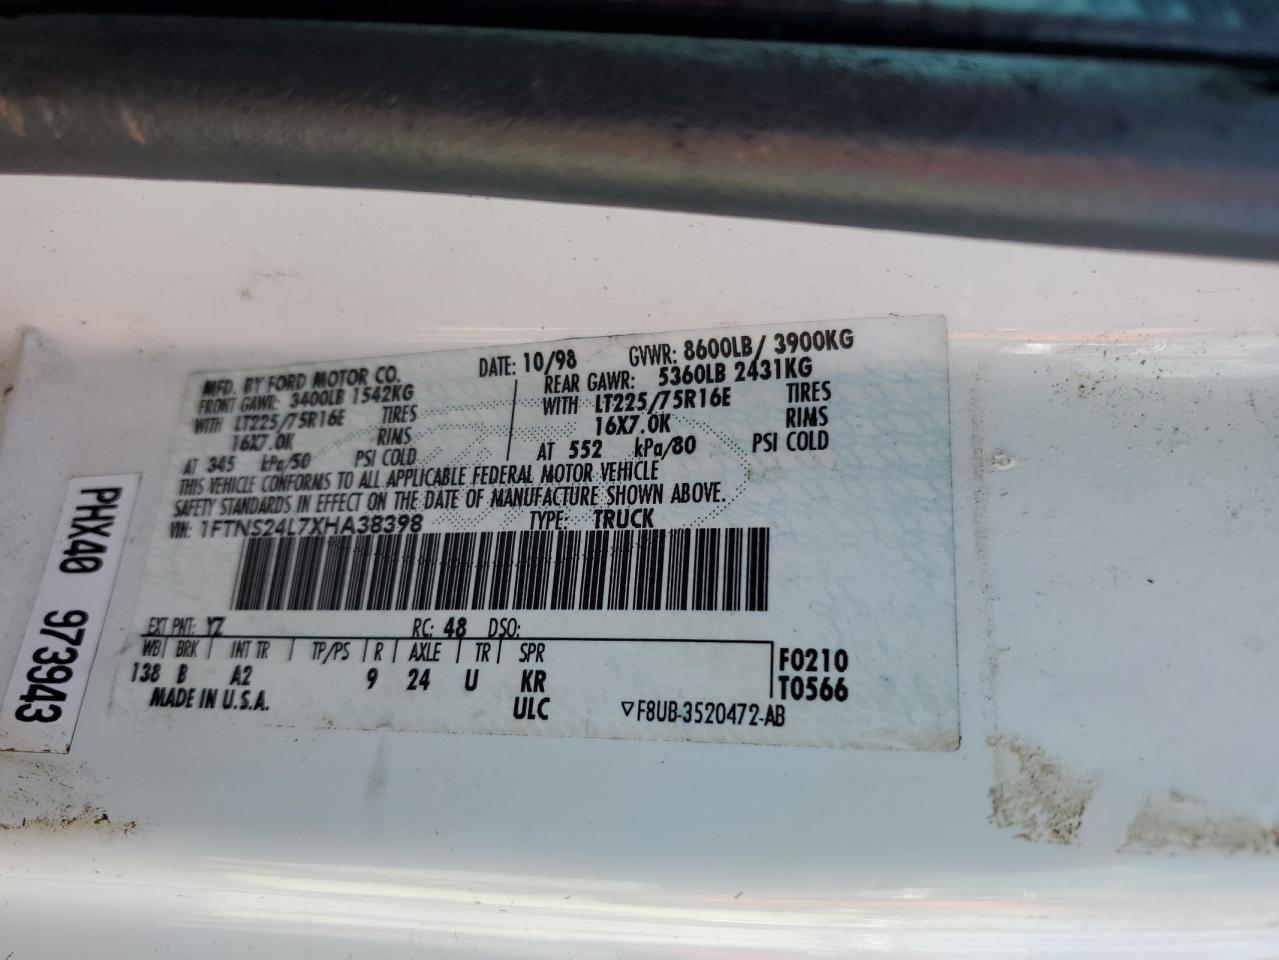 MFD. BY FORD MOTOR CO.
DATE: 10/98 GVWR: 8600LB/ 3900KG
FRONT GAWR: 3400LB 1542KG REAR GAWR: 5360LB 2431KG
WITH LT225/75R16E TIRES WITH LT225/75R16E TIRES
16X7.0K RIMS 16X7.0K RIMS
AT 345 kPa/50 PSI COLD AT 552 kPa/80 PSI COLD
THIS VEHICLE CONFORMS TO ALL APPLICABLE FEDERAL MOTOR VEHICLE
SAFETY STANDARDS IN EFFECT ON THE DATE OF MANUFACTURE SHOWN ABOVE.
VIN: 1FTNS24L7XHA38398 TYPE: TRUCK
EXT PNT: YZ RC: 48 DSO:
WB BRK INT TR TP/PS R AXLE TR SPR
138 B A2 9 24 U KR
F0210
T0566
MADE IN U.S.A. ULC ▽F8UB-3520472-AB
PHX40 973943